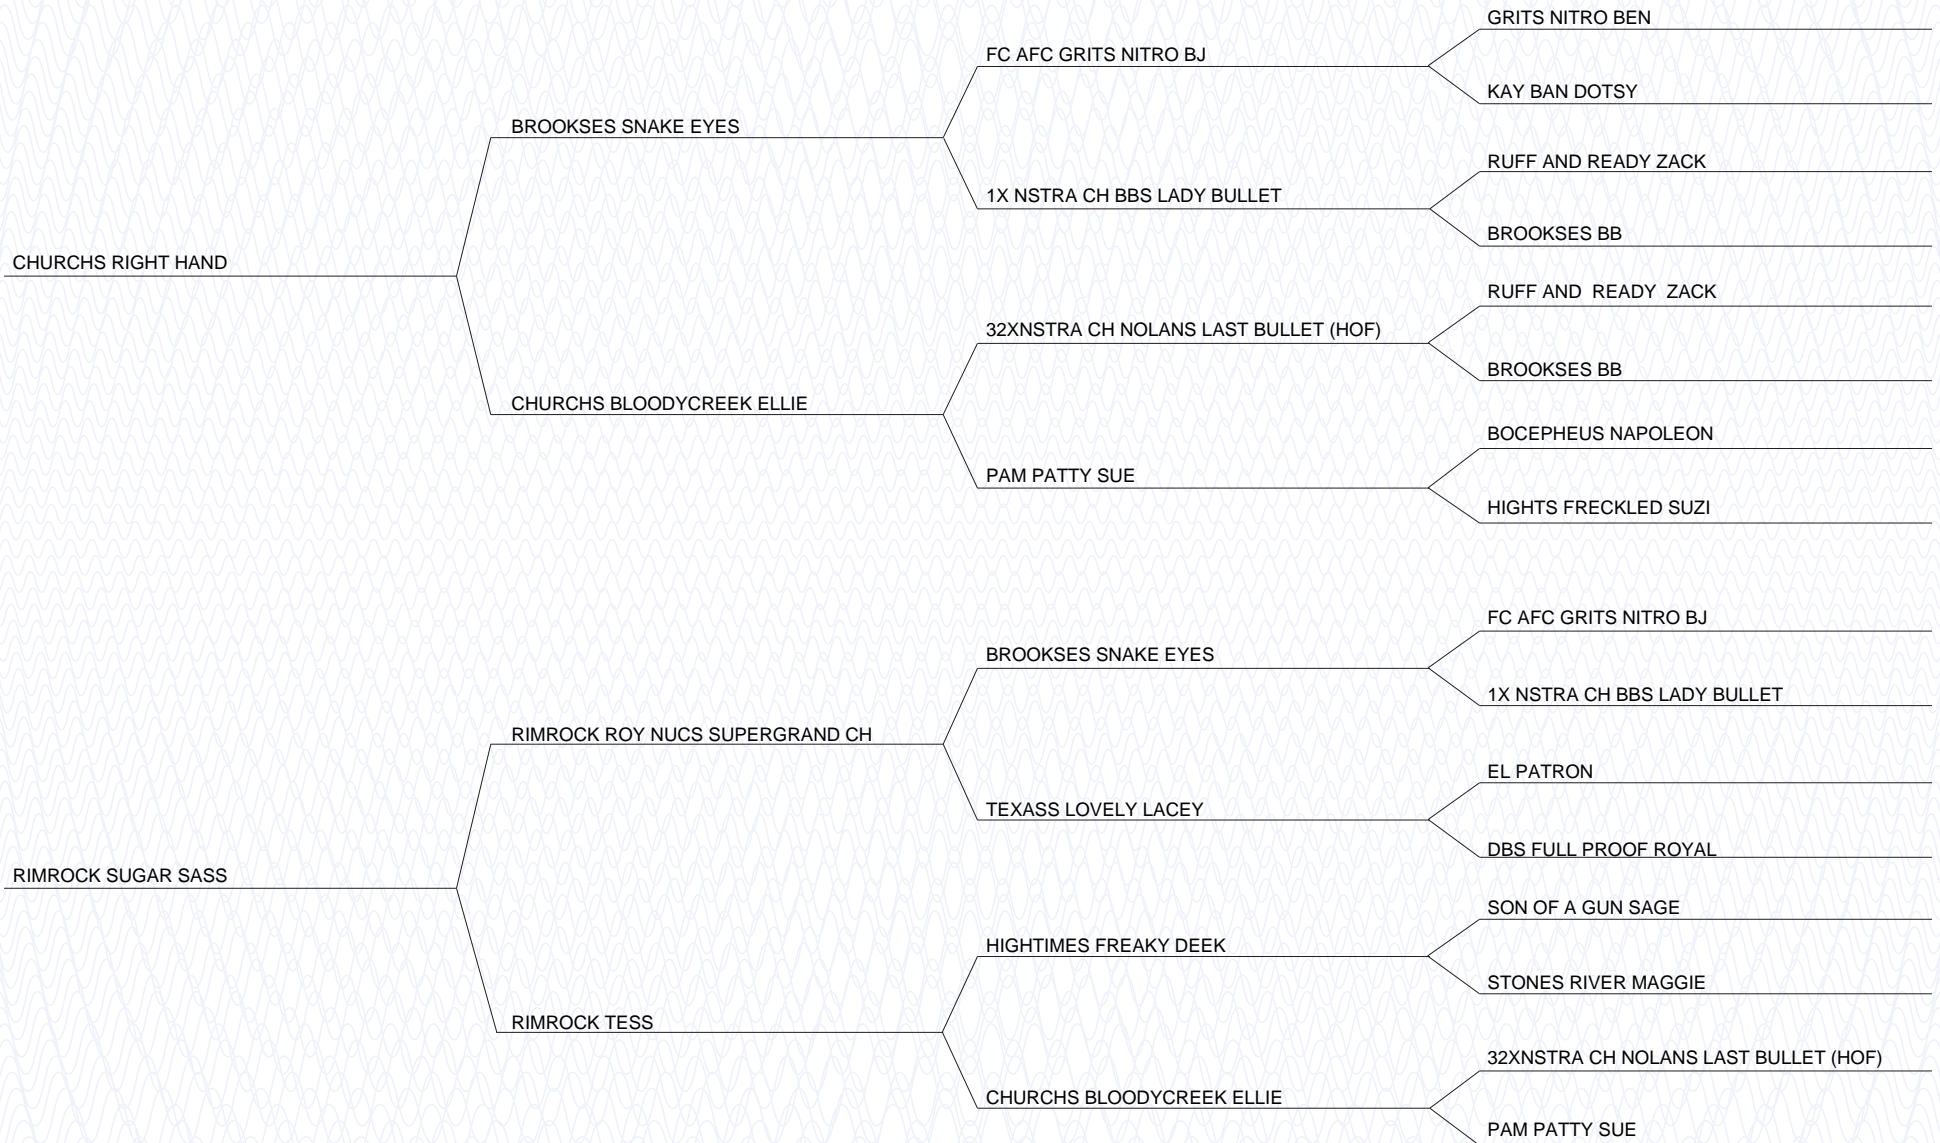 GRITS NITRO BEN
FC AFC GRITS NITRO BJ
KAY BAN DOTSY
BROOKSES SNAKE EYES
RUFF AND READY ZACK
1X NSTRA CH BBS LADY BULLET
BROOKSES BB
CHURCHS RIGHT HAND
RUFF AND  READY  ZACK
32XNSTRA CH NOLANS LAST BULLET (HOF)
BROOKSES BB
CHURCHS BLOODYCREEK ELLIE
BOCEPHEUS NAPOLEON
PAM PATTY SUE
HIGHTS FRECKLED SUZI
FC AFC GRITS NITRO BJ
BROOKSES SNAKE EYES
1X NSTRA CH BBS LADY BULLET
RIMROCK ROY NUCS SUPERGRAND CH
EL PATRON
TEXASS LOVELY LACEY
DBS FULL PROOF ROYAL
RIMROCK SUGAR SASS
SON OF A GUN SAGE
HIGHTIMES FREAKY DEEK
STONES RIVER MAGGIE
RIMROCK TESS
32XNSTRA CH NOLANS LAST BULLET (HOF)
CHURCHS BLOODYCREEK ELLIE
PAM PATTY SUE